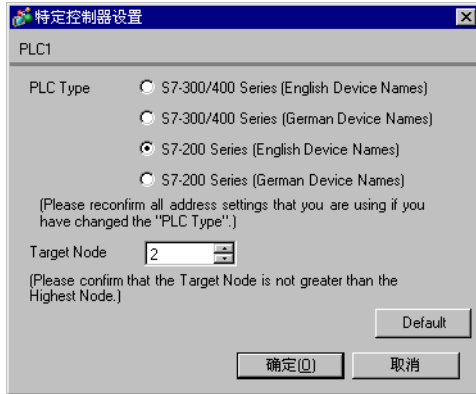 特定控制器设置
PLC1
PLC Type
S7-300/400 Series (English Device Names)
S7-300/400 Series (German Device Names)
S7-200 Series (English Device Names)
S7-200 Series (German Device Names)
(Please reconfirm all address settings that you are using if you
have changed the "PLC Type".)
Target Node 2
(Please confirm that the Target Node is not greater than the
Highest Node.)
Default
确定(O) 取消